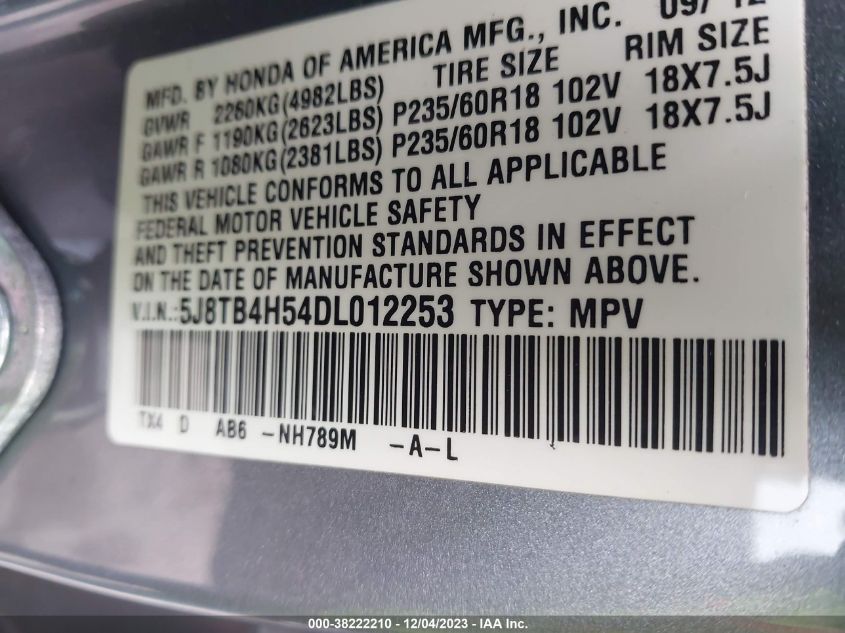 MFD. BY HONDA OF AMERICA MFG., INC. 09/12
GVWR 2260KG(4982LBS) TIRE SIZE RIM SIZE
GAWR F 1190KG(2623LBS) P235/60R18 102V 18X7.5J
GAWR R 1080KG(2381LBS) P235/60R18 102V 18X7.5J
THIS VEHICLE CONFORMS TO ALL APPLICABLE
FEDERAL MOTOR VEHICLE SAFETY
AND THEFT PREVENTION STANDARDS IN EFFECT
ON THE DATE OF MANUFACTURE SHOWN ABOVE.
V.I.N.:5J8TB4H54DL012253 TYPE: MPV
TX4 D AB6 -NH789M -A-L
000-38222210 - 12/04/2023 - IAA Inc.